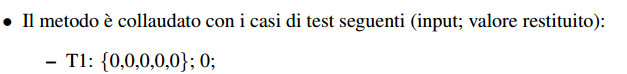 • Il metodo è collaudato con i casi di test seguenti (input; valore restituito):
– T1: {0,0,0,0,0}; 0;